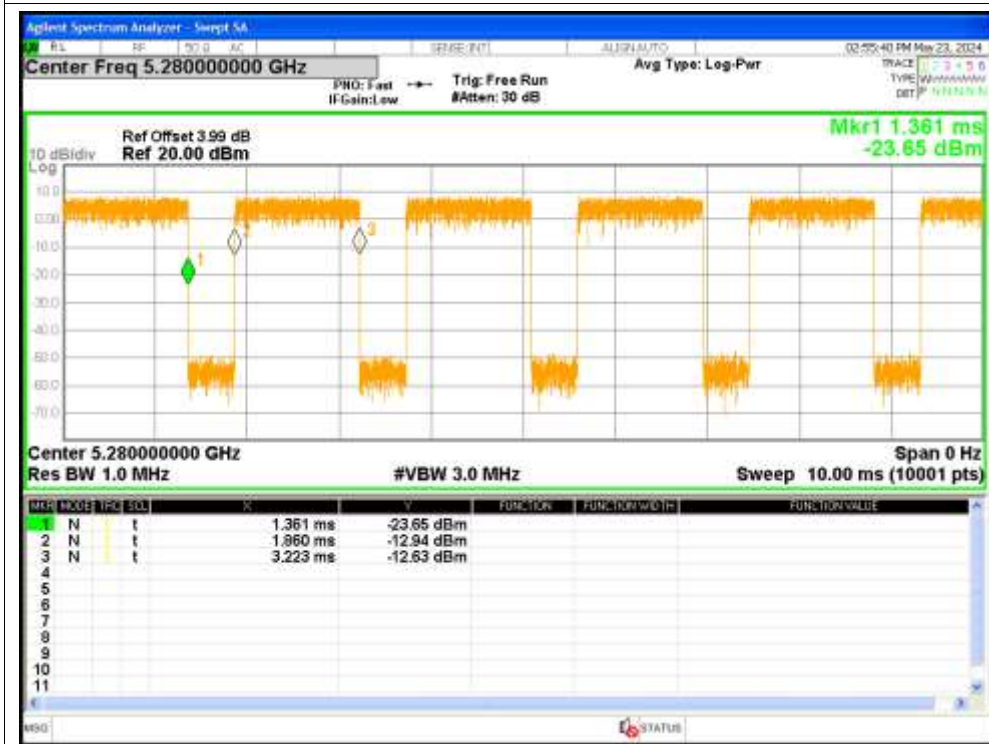 Agilent Spectrum Analyzer - Swept SA
RL RF 50 Ω AC SENSE:INT ALIGN AUTO 02:55:40 PM May 23, 2024
Center Freq 5.280000000 GHz
PNO: Fast
IFGain:Low
Trig: Free Run
#Atten: 30 dB
Avg Type: Log-Pwr
TRACE 1 2 3 4 5 6
TYPE
DET P N N N N N
Mkr1 1.361 ms
-23.65 dBm
Ref Offset 3.99 dB
10 dB/div Ref 20.00 dBm
Log
10.0
0.00
-10.0
-20.0
-30.0
-40.0
-50.0
-60.0
-70.0
1
3
Center 5.280000000 GHz Span 0 Hz
Res BW 1.0 MHz #VBW 3.0 MHz Sweep 10.00 ms (10001 pts)
MKR MODE TRC SCL X Y FUNCTION FUNCTION WIDTH FUNCTION VALUE
1 N t 1.361 ms -23.65 dBm
2 N t 1.860 ms -12.94 dBm
3 N t 3.223 ms -12.63 dBm
4
5
6
7
8
9
10
11
MSG STATUS